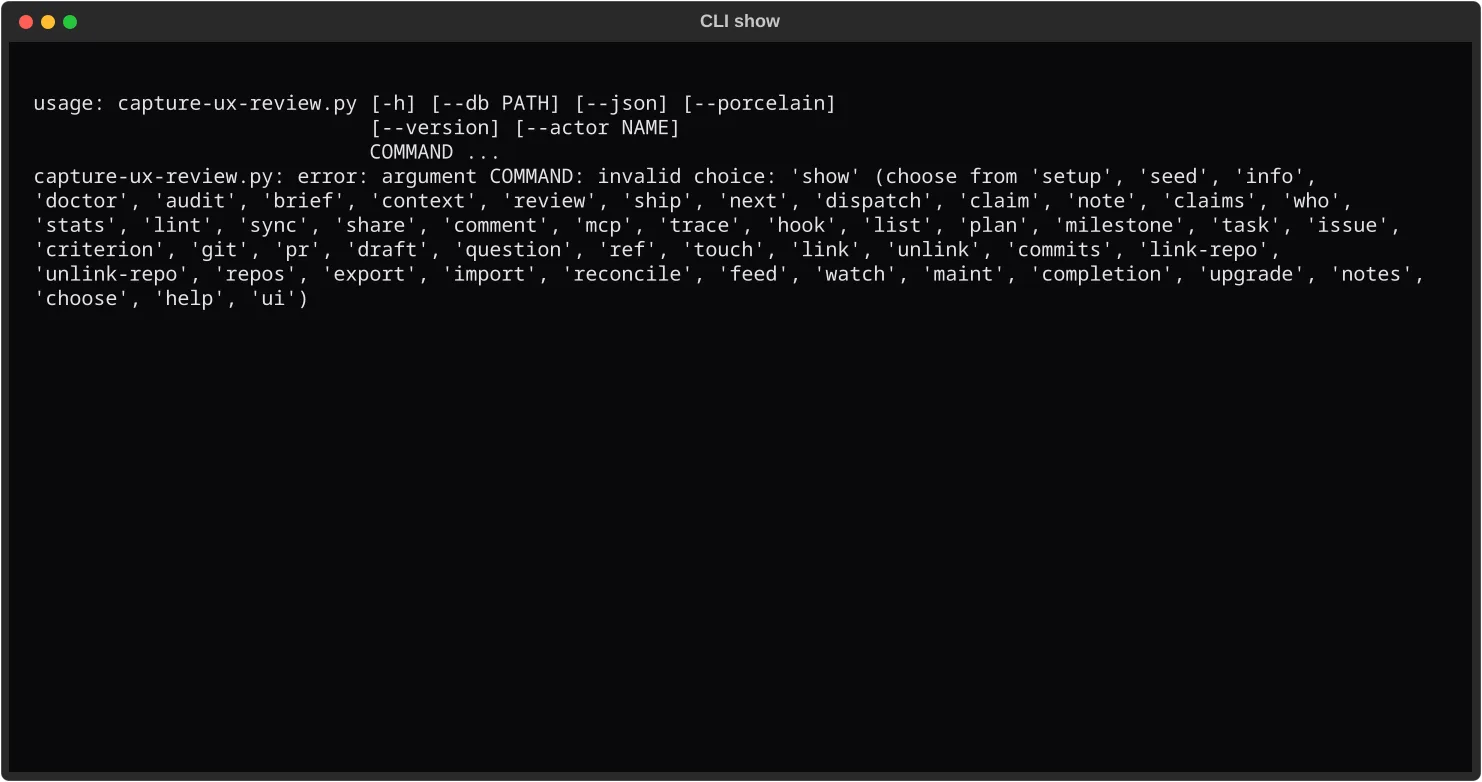 CLI show
usage: capture-ux-review.py [-h] [--db PATH] [--json] [--porcelain]
[--version] [--actor NAME]
COMMAND ...
capture-ux-review.py: error: argument COMMAND: invalid choice: 'show' (choose from 'setup', 'seed', 'info',
'doctor', 'audit', 'brief', 'context', 'review', 'ship', 'next', 'dispatch', 'claim', 'note', 'claims', 'who',
'stats', 'lint', 'sync', 'share', 'comment', 'mcp', 'trace', 'hook', 'list', 'plan', 'milestone', 'task', 'issue',
'criterion', 'git', 'pr', 'draft', 'question', 'ref', 'touch', 'link', 'unlink', 'commits', 'link-repo',
'unlink-repo', 'repos', 'export', 'import', 'reconcile', 'feed', 'watch', 'maint', 'completion', 'upgrade', 'notes',
'choose', 'help', 'ui')